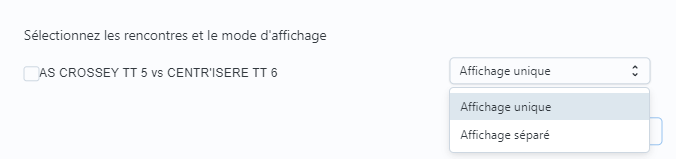 Sélectionnez les rencontres et le mode d'affichage
AS CROSSEY TT 5 vs CENTR'ISERE TT 6
Affichage unique
Affichage unique
Affichage séparé